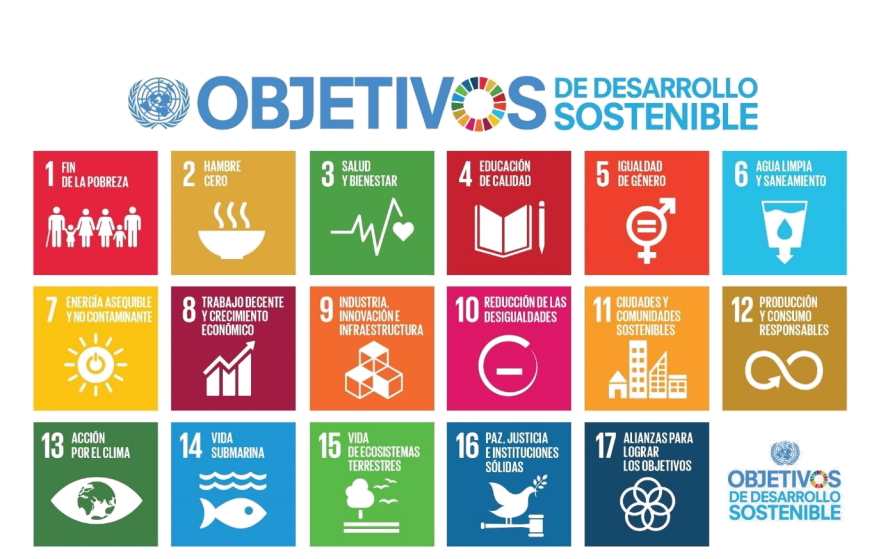 OBJETIVOS DE DESARROLLO
SOSTENIBLE
1 FIN
DE LA POBREZA
2 HAMBRE
CERO
3 SALUD
Y BIENESTAR
4 EDUCACIÓN
DE CALIDAD
5 IGUALDAD
DE GÉNERO
6 AGUA LIMPIA
Y SANEAMIENTO
7 ENERGÍA ASEQUIBLE
Y NO CONTAMINANTE
8 TRABAJO DECENTE
Y CRECIMIENTO
ECONÓMICO
9 INDUSTRIA,
INNOVACIÓN E
INFRAESTRUCTURA
10 REDUCCIÓN DE LAS
DESIGUALDADES
11 CIUDADES Y
COMUNIDADES
SOSTENIBLES
12 PRODUCCIÓN
Y CONSUMO
RESPONSABLES
13 ACCIÓN
POR EL CLIMA
14 VIDA
SUBMARINA
15 VIDA
DE ECOSISTEMAS
TERRESTRES
16 PAZ, JUSTICIA
E INSTITUCIONES
SÓLIDAS
17 ALIANZAS PARA
LOGRAR
LOS OBJETIVOS
OBJETIVOS
DE DESARROLLO
SOSTENIBLE